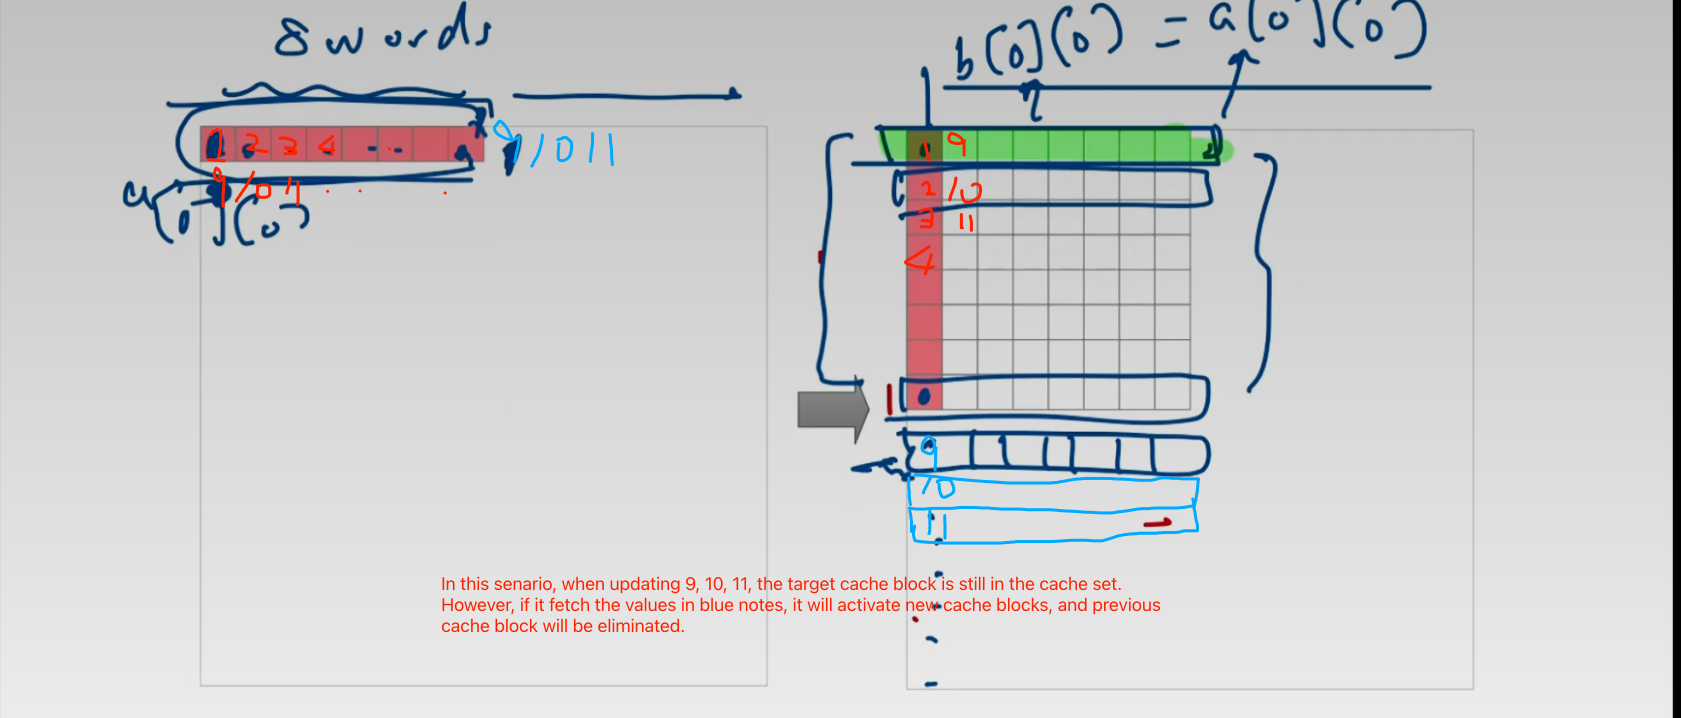 8 words
b[0][0] = a[0][0]
1 2 3 4 . .
9 10 11
9 10 11 . . .
a[0][0]
1 9
2 10
3 11
4
9
10
11
In this senario, when updating 9, 10, 11, the target cache block is still in the cache set.
However, if it fetch the values in blue notes, it will activate new cache blocks, and previous
cache block will be eliminated.